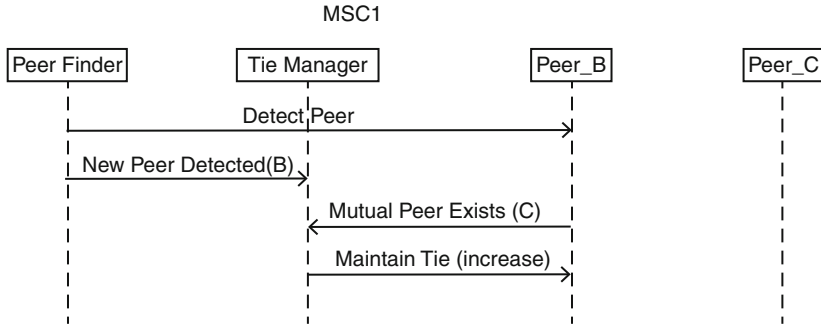 MSC1
Peer Finder
Tie Manager
Peer_B
Peer_C
Detect Peer
New Peer Detected(B)
Mutual Peer Exists (C)
Maintain Tie (increase)